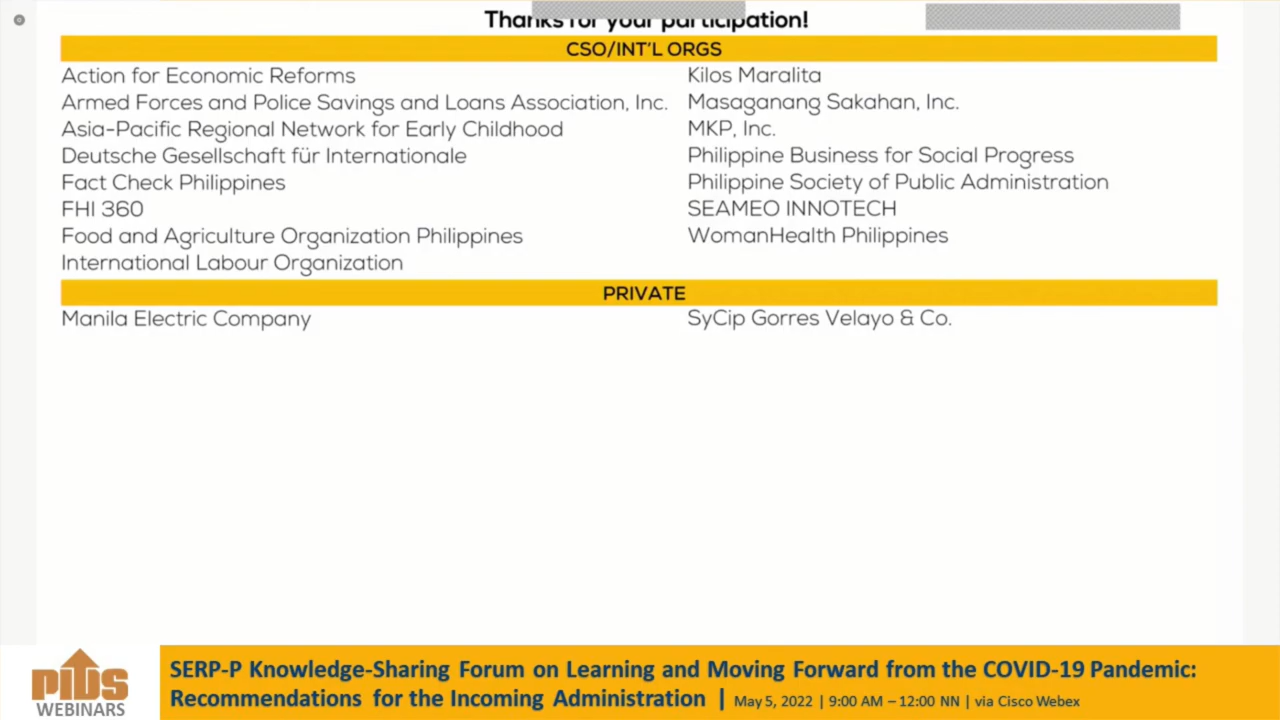 Thanks for your participation!
CSO/INT'L ORGS
Action for Economic Reforms
Armed Forces and Police Savings and Loans Association, Inc.
Asia-Pacific Regional Network for Early Childhood
Deutsche Gesellschaft für Internationale
Fact Check Philippines
FHI 360
Food and Agriculture Organization Philippines
International Labour Organization
Kilos Maralita
Masaganang Sakahan, Inc.
MKP, Inc.
Philippine Business for Social Progress
Philippine Society of Public Administration
SEAMEO INNOTECH
WomanHealth Philippines
PRIVATE
Manila Electric Company
SyCip Gorres Velayo & Co.
pids
WEBINARS
SERP-P Knowledge-Sharing Forum on Learning and Moving Forward from the COVID-19 Pandemic:
Recommendations for the Incoming Administration | May 5, 2022 | 9:00 AM – 12:00 NN | via Cisco Webex